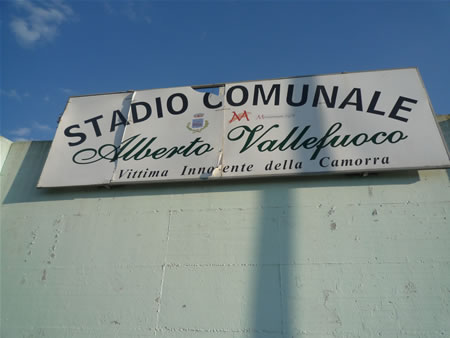 STADIO COMUNALE
Alberto Vallefuoco
Vittima Innocente della Camorra